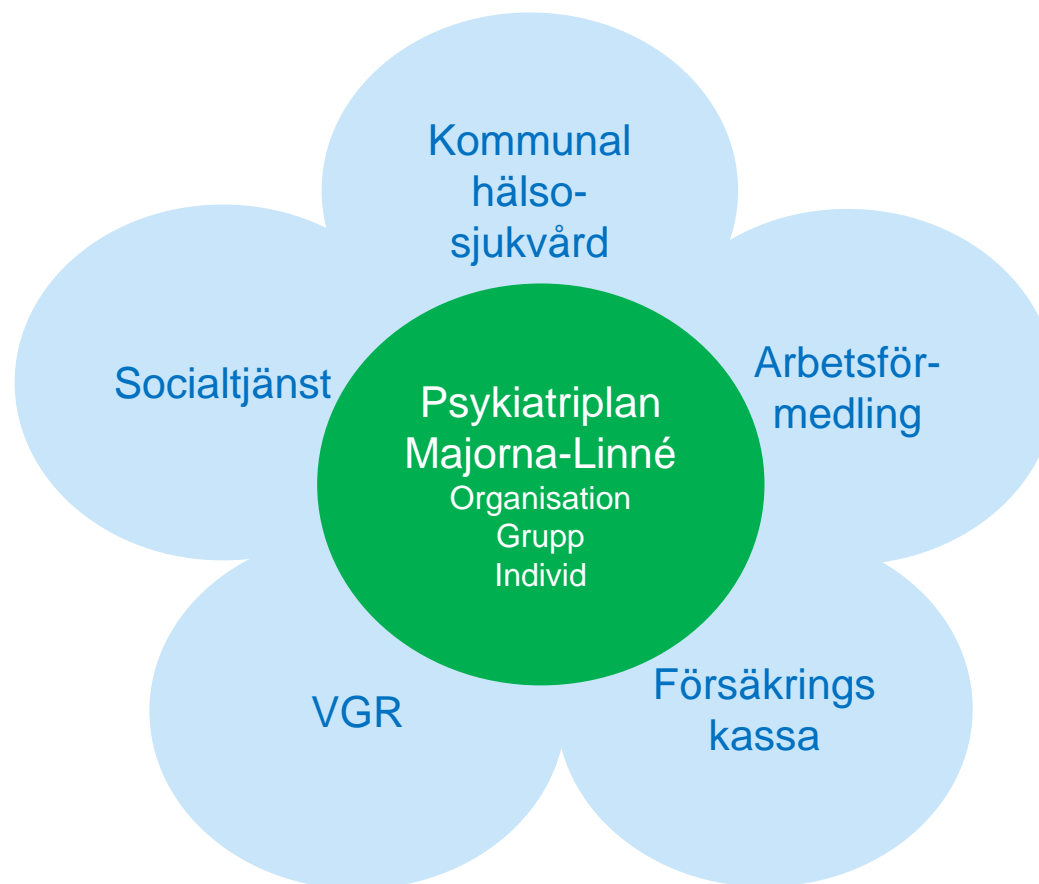 Kommunal
hälso-
sjukvård
Socialtjänst
Arbetsför-
medling
Psykiatriplan
Majorna-Linné
Organisation
Grupp
Individ
VGR
Försäkrings
kassa